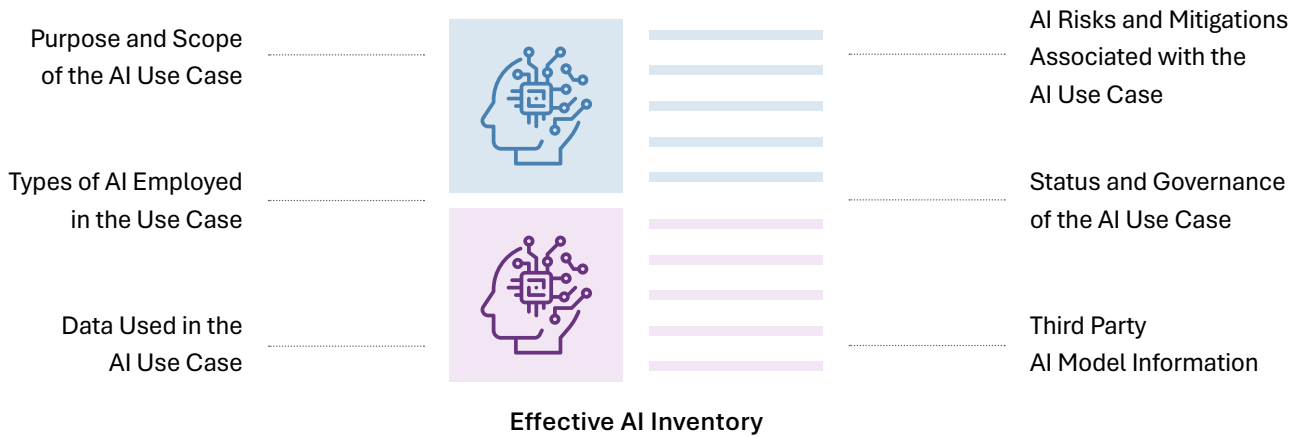 Purpose and Scope
of the AI Use Case
Types of AI Employed
in the Use Case
Data Used in the
AI Use Case
AI Risks and Mitigations
Associated with the
AI Use Case
Status and Governance
of the AI Use Case
Third Party
AI Model Information
Effective AI Inventory